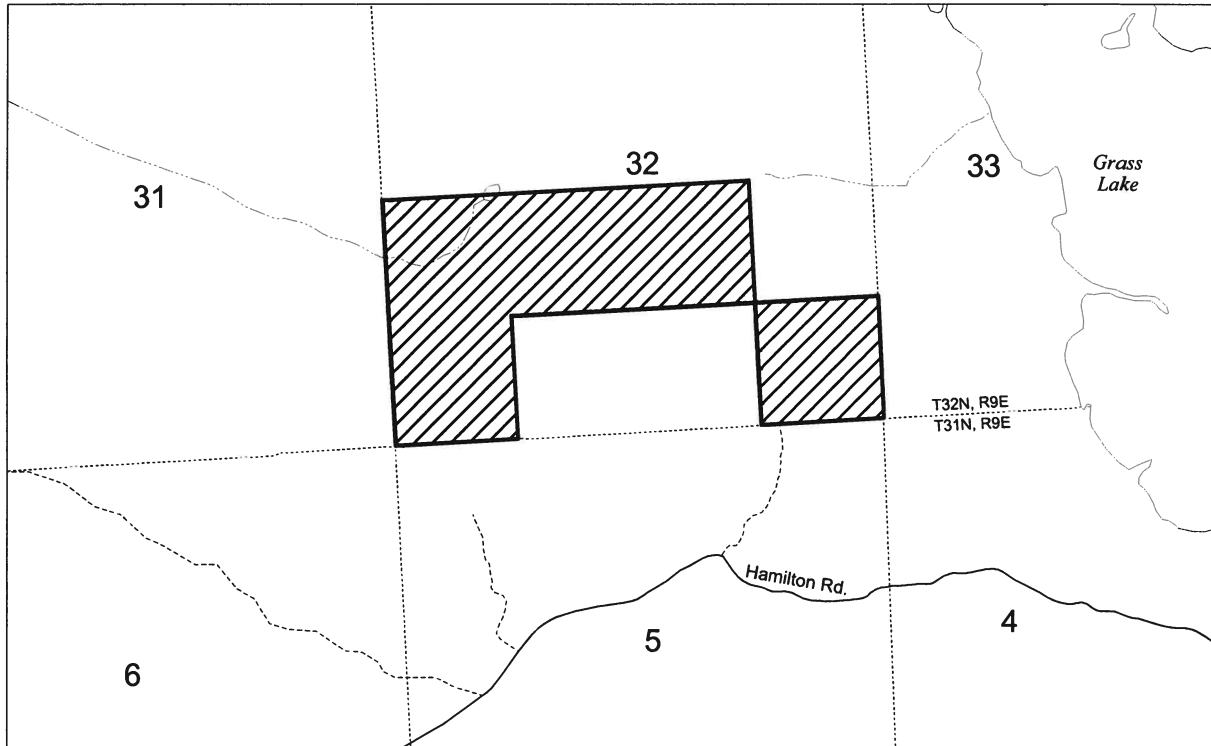 32
33
Grass
Lake
31
T32N, R9E
T31N, R9E
Hamilton Rd.
4
5
6